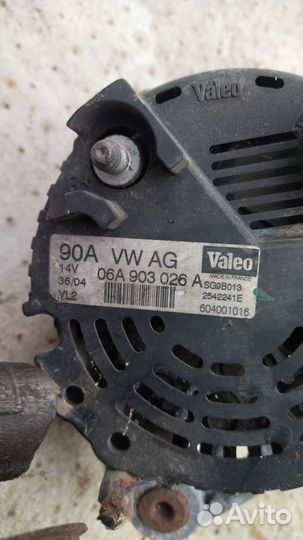 Valeo
90A VW AG
Valeo
MADE IN FRANCE
14V
06A 903 026 A
SG9B013
36/04
2542241E
VL2
604001016
Avito